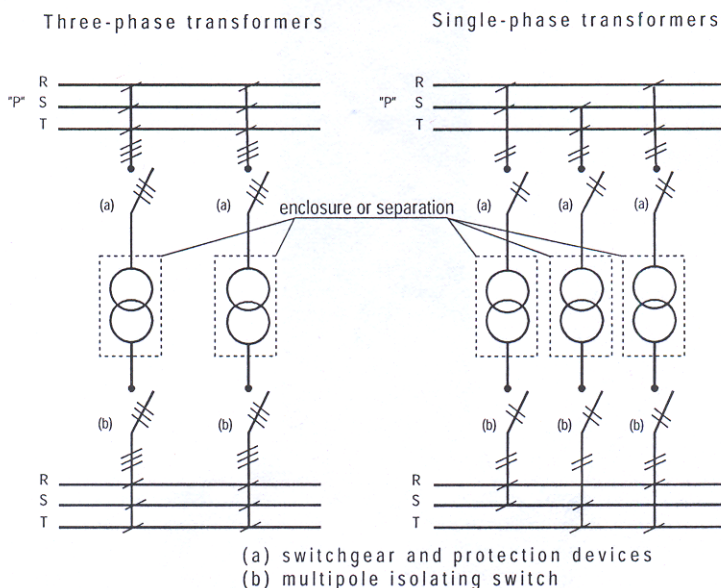 Three-phase transformers
Single-phase transformers
R
"P" S
T
R
"P" S
T
(a)
(a)
enclosure or separation
(a)
(a)
(a)
(b)
(b)
(b)
(b)
(b)
R
S
T
R
S
T
(a) switchgear and protection devices
(b) multipole isolating switch